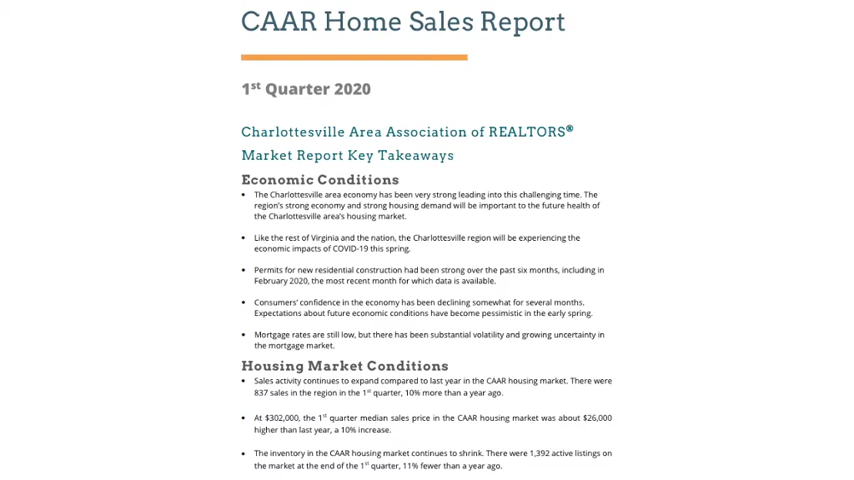 CAAR Home Sales Report
1st Quarter 2020
Charlottesville Area Association of REALTORS®
Market Report Key Takeaways
Economic Conditions
• The Charlottesville area economy has been very strong leading into this challenging time. The
region's strong economy and strong housing demand will be important to the future health of
the Charlottesville area's housing market.
• Like the rest of Virginia and the nation, the Charlottesville region will be experiencing the
economic impacts of COVID-19 this spring.
• Permits for new residential construction had been strong over the past six months, including in
February 2020, the most recent month for which data is available.
• Consumers' confidence in the economy has been declining somewhat for several months.
Expectations about future economic conditions have become pessimistic in the early spring.
• Mortgage rates are still low, but there has been substantial volatility and growing uncertainty in
the mortgage market.
Housing Market Conditions
• Sales activity continues to expand compared to last year in the CAAR housing market. There were
837 sales in the region in the 1st quarter, 10% more than a year ago.
• At $302,000, the 1st quarter median sales price in the CAAR housing market was about $26,000
higher than last year, a 10% increase.
• The inventory in the CAAR housing market continues to shrink. There were 1,392 active listings on
the market at the end of the 1st quarter, 11% fewer than a year ago.